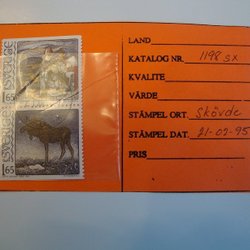 SVERIGE
165
SVERIGE
165
LAND
KATALOG NR. 1198 SX
KVALITE
VÄRDE
STÄMPEL ORT. Skövde
STÄMPEL DAT. 21-07-95
PRIS